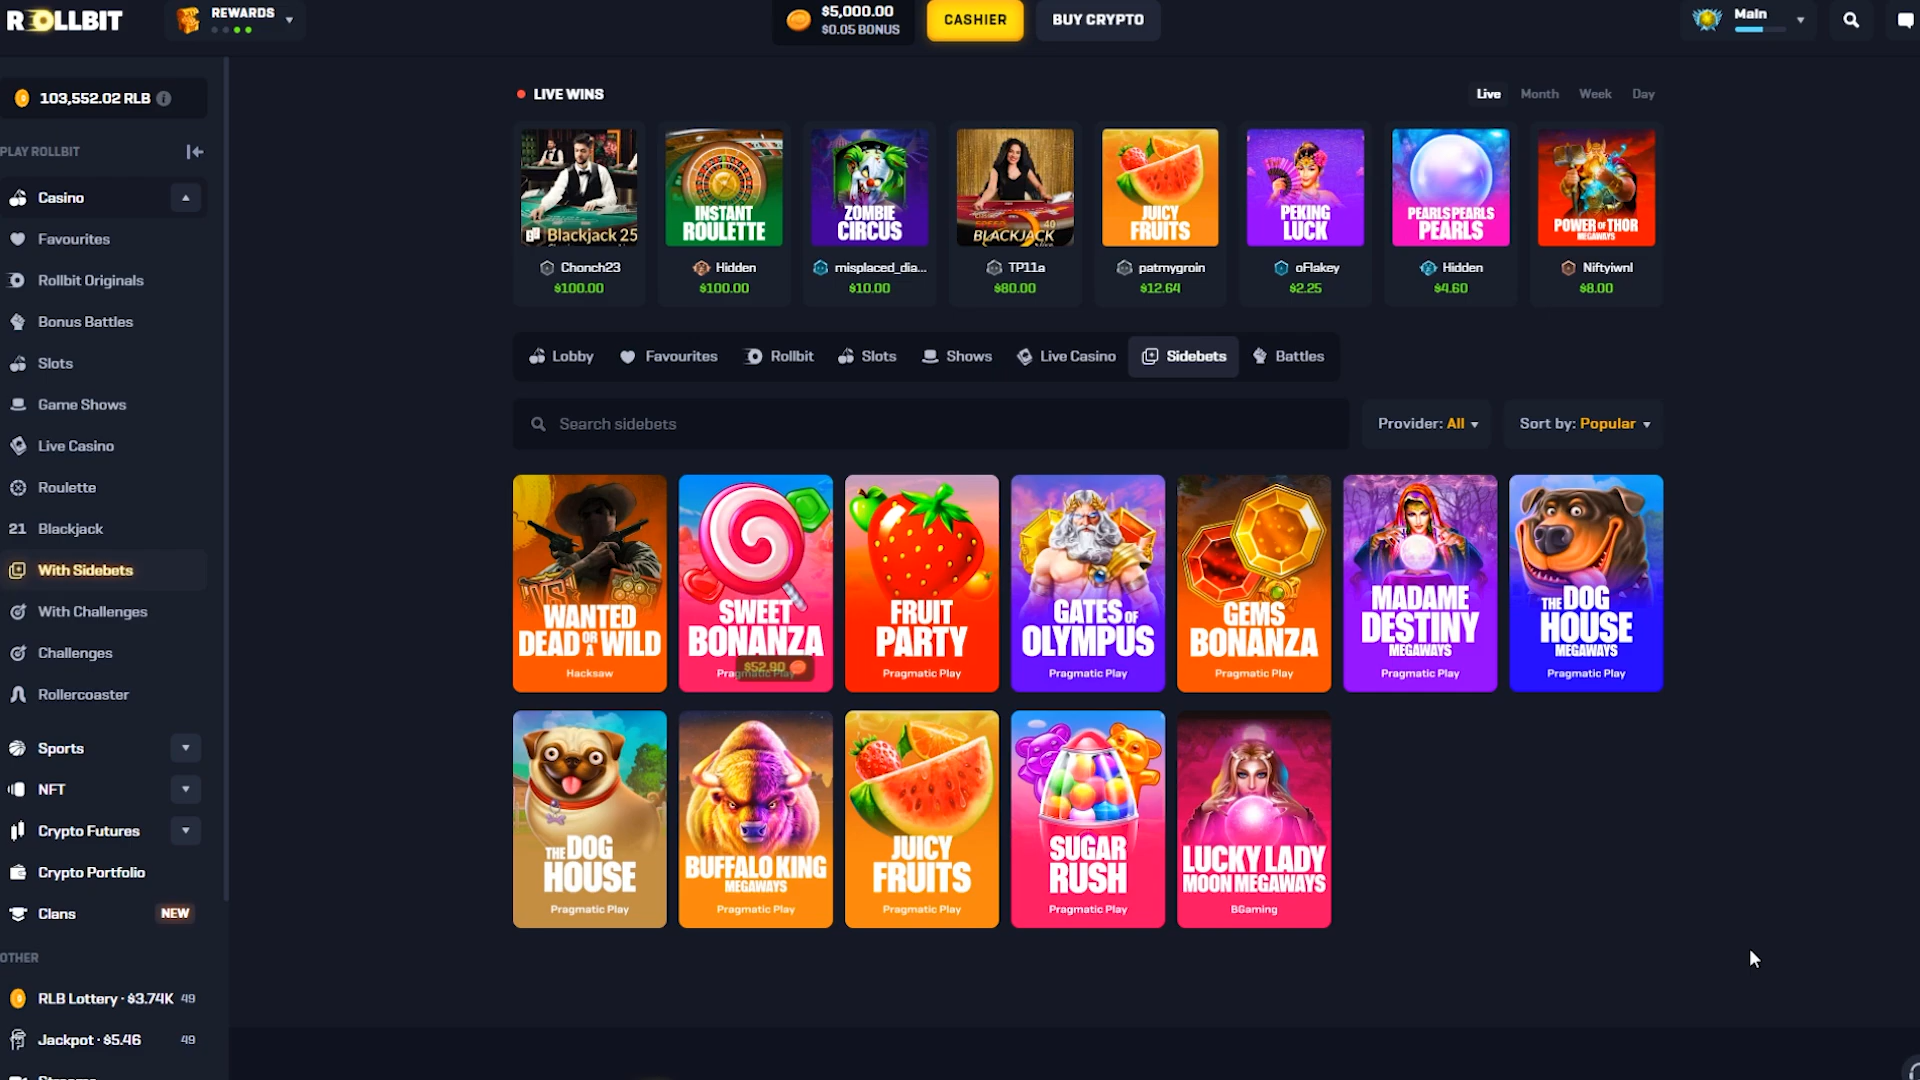 ROLLBIT
REWARDS
$5,000.00
$0.05 BONUS
CASHIER
BUY CRYPTO
Main
103,552.02 RLB
PLAY ROLLBIT
Casino
Favourites
Rollbit Originals
Bonus Battles
Slots
Game Shows
Live Casino
Roulette
21 Blackjack
With Sidebets
With Challenges
Challenges
Rollercoaster
Sports
NFT
Crypto Futures
Crypto Portfolio
Clans NEW
OTHER
RLB Lottery · $3.74K 49
Jackpot · $5.46 49
LIVE WINS
Live Month Week Day
Blackjack 25
Chonch23
$100.00
INSTANT
ROULETTE
Hidden
$100.00
ZOMBIE
CIRCUS
misplaced_dia...
$10.00
SPEED 40
BLACKJACK
TP11a
$80.00
JUICY
FRUITS
patmygroin
$12.64
PEKING
LUCK
oFlakey
$2.25
PEARLS PEARLS
PEARLS
Hidden
$4.60
POWER OF THOR
MEGAWAYS
Niftyiwnl
$8.00
Lobby Favourites Rollbit Slots Shows Live Casino Sidebets Battles
Search sidebets
Provider: All
Sort by: Popular
WANTED
DEAD OR A WILD
Hacksaw
SWEET
BONANZA
$52.90
Pragmatic Play
FRUIT
PARTY
Pragmatic Play
GATES OF
OLYMPUS
Pragmatic Play
GEMS
BONANZA
Pragmatic Play
MADAME
DESTINY
MEGAWAYS
Pragmatic Play
THE DOG
HOUSE
MEGAWAYS
Pragmatic Play
THE DOG
HOUSE
Pragmatic Play
BUFFALO KING
MEGAWAYS
Pragmatic Play
JUICY
FRUITS
Pragmatic Play
SUGAR
RUSH
Pragmatic Play
LUCKY LADY
MOON MEGAWAYS
BGaming